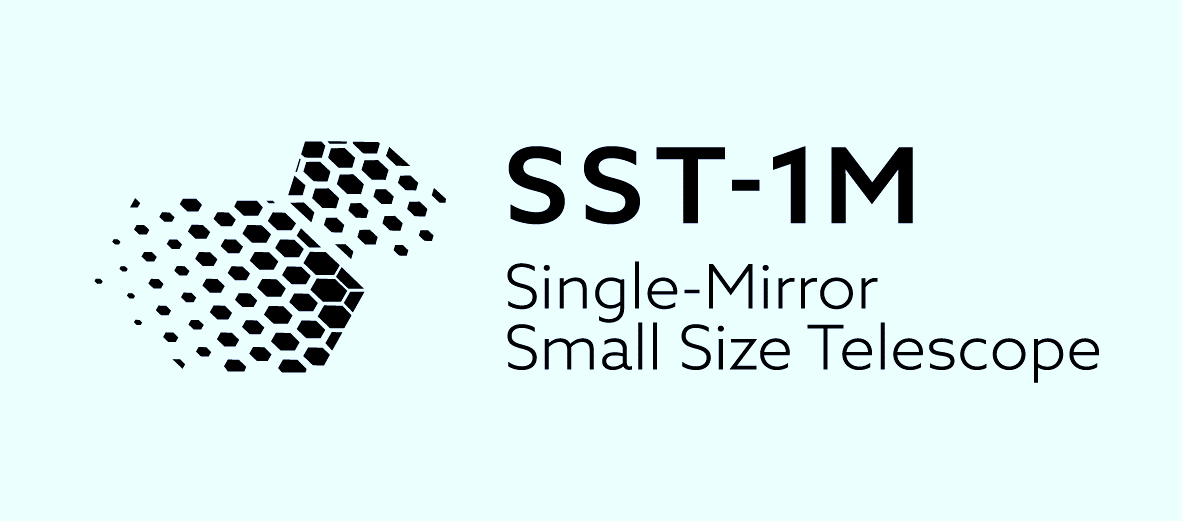 SST-1M
Single-Mirror
Small Size Telescope